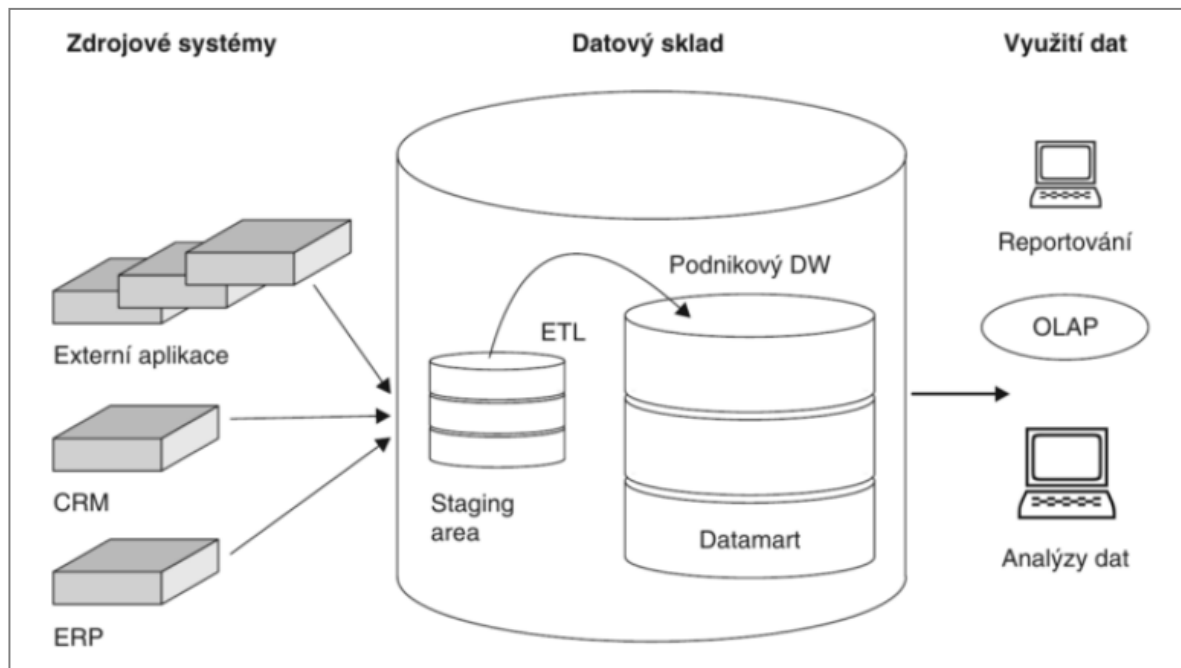 Zdrojové systémy
Datový sklad
Využití dat
Externí aplikace
CRM
ERP
ETL
Staging
area
Podnikový DW
Datamart
Reportování
OLAP
Analýzy dat